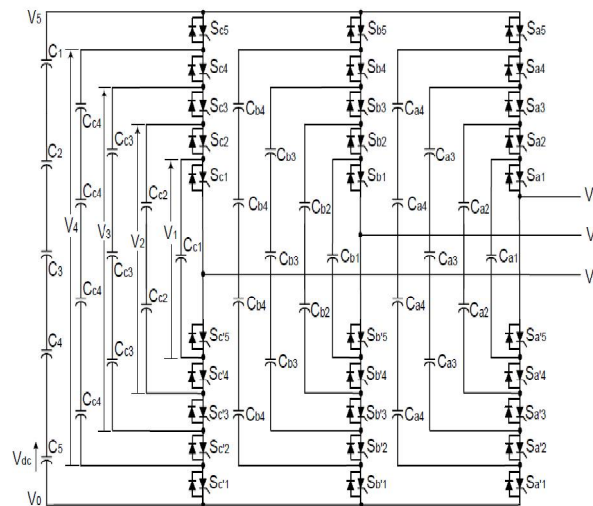 V5 Sc5 Sb5 Sa5
C1 Sc4 Sb4 Sa4
Cc4 Sc3 Cb4 Sb3 Ca4 Sa3
C2 Cc3 Sc2 Cb3 Sb2 Ca3 Sa2
Sc1 Sb1 Sa1
Cc4 Cc2 Cb4 Cb2 Ca4 Ca2 V
V4 V3 V2 V1 V
C3 Cc3 Cc1 Cb3 Cb1 Ca3 Ca1
V
Cc4 Cc2 Cb4 Cb2 Ca4 Ca2
C4 Cc3 Sc'5 Cb3 Sb'5 Ca3 Sa'5
Sc'4 Sb'4 Sa'4
Cc4 Sc'3 Cb4 Sb'3 Ca4 Sa'3
Vdc C5 Sc'2 Sb'2 Sa'2
V0 Sc'1 Sb'1 Sa'1